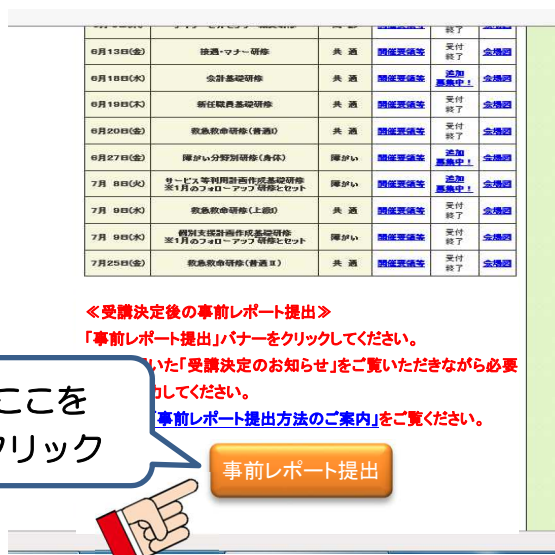 終了
6月13日(金) 接遇・マナー研修 共 通 開催要領等 受付終了 会場図
6月18日(水) 会計基礎研修 共 通 開催要領等 追加募集中! 会場図
6月19日(木) 新任職員基礎研修 共 通 開催要領等 受付終了 会場図
6月20日(金) 救急救命研修(普通Ⅰ) 共 通 開催要領等 受付終了 会場図
6月27日(金) 障がい分野別研修(身体) 障がい 開催要領等 追加募集中! 会場図
7月 8日(火) サービス等利用計画作成基礎研修 ※1月のフォローアップ研修とセット 障がい 開催要領等 追加募集中! 会場図
7月 9日(水) 救急救命研修(上級Ⅰ) 共 通 開催要領等 受付終了 会場図
7月 9日(水) 個別支援計画作成基礎研修 ※1月のフォローアップ研修とセット 障がい 開催要領等 受付終了 会場図
7月25日(金) 救急救命研修(普通Ⅱ) 共 通 開催要領等 受付終了 会場図
≪受講決定後の事前レポート提出≫
「事前レポート提出」バナーをクリックしてください。
いた「受講決定のお知らせ」をご覧いただきながら必要
力してください。
事前レポート提出方法のご案内」をご覧ください。
ここを
クリック
事前レポート提出